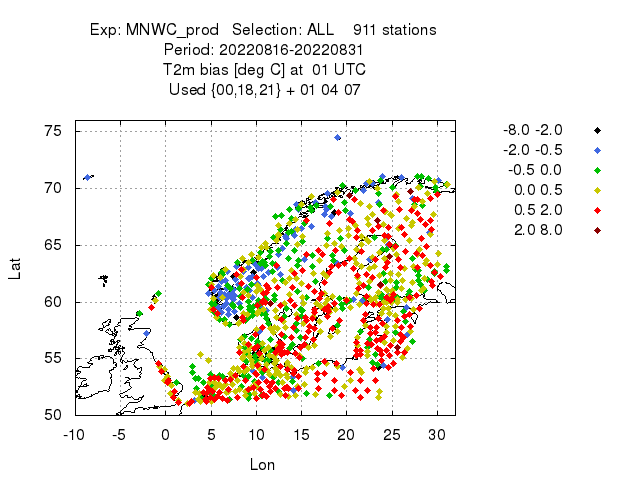 Exp: MNWC_prod Selection: ALL 911 stations
Period: 20220816-20220831
T2m bias [deg C] at 01 UTC
Used {00,18,21} + 01 04 07
-8.0 -2.0
-2.0 -0.5
-0.5 0.0
0.0 0.5
0.5 2.0
2.0 8.0
75
70
65
60
55
50
Lat
-10 -5 0 5 10 15 20 25 30
Lon